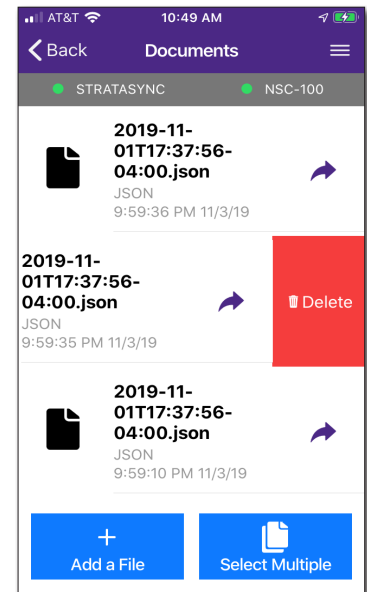 AT&T 10:49 AM
Back Documents
STRATASYNC NSC-100
2019-11-
01T17:37:56-
04:00.json
JSON
9:59:36 PM 11/3/19
2019-11-
01T17:37:56-
04:00.json
JSON
9:59:35 PM 11/3/19
Delete
2019-11-
01T17:37:56-
04:00.json
JSON
9:59:10 PM 11/3/19
Add a File
Select Multiple